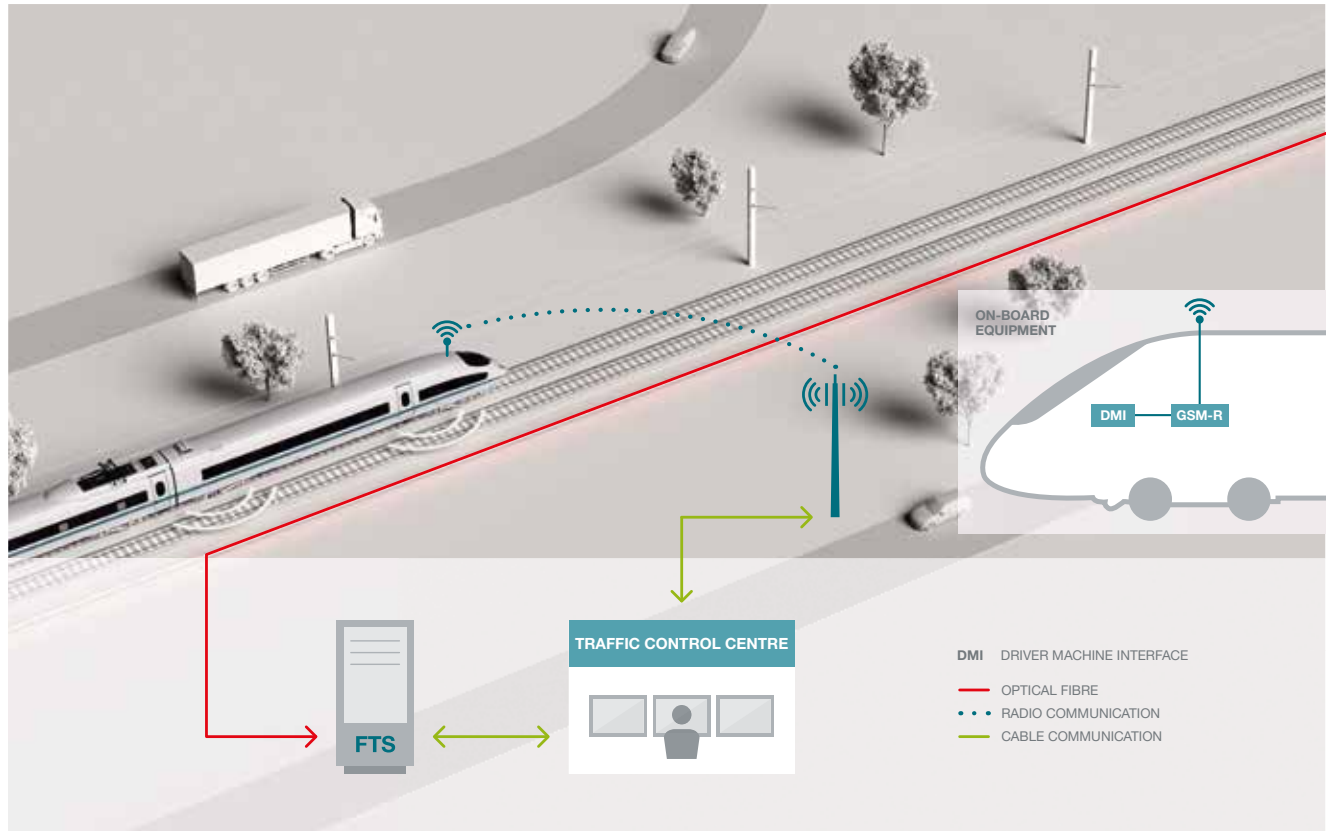 ON-BOARD
EQUIPMENT
DMI
GSM-R
TRAFFIC CONTROL CENTRE
FTS
DMI DRIVER MACHINE INTERFACE
OPTICAL FIBRE
RADIO COMMUNICATION
CABLE COMMUNICATION